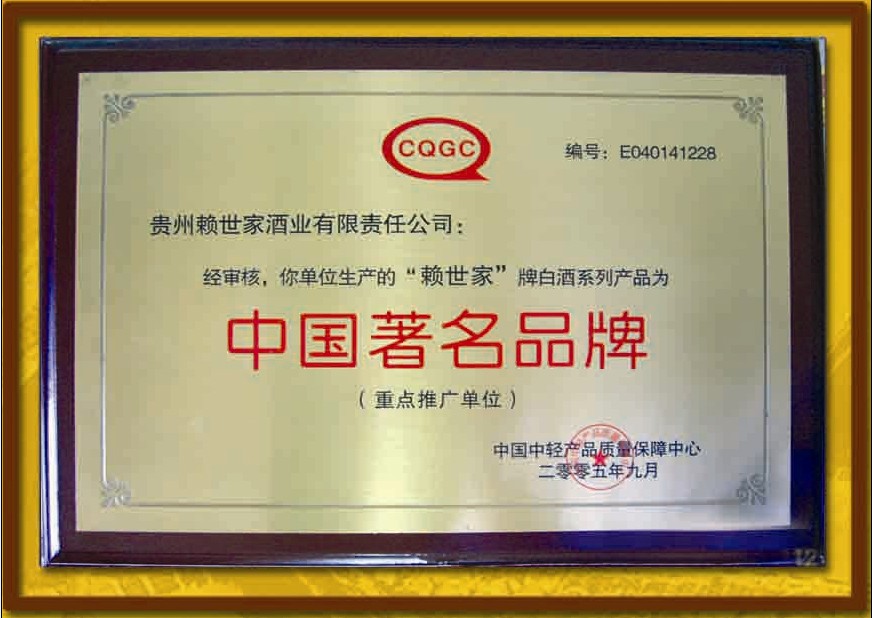 CQGC
编号：E040141228
贵州赖世家酒业有限责任公司：
经审核，你单位生产的“赖世家”牌白酒系列产品为
中国著名品牌
（重点推广单位）
中国中轻产品质量保障中心
二零零五年九月